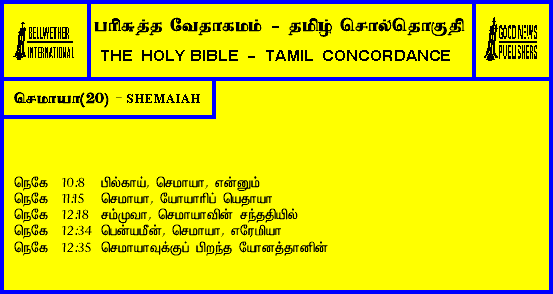 BELLWETHER
INTERNATIONAL
பரிசுத்த வேதாகமம் - தமிழ் சொல்தொகுதி
THE HOLY BIBLE - TAMIL CONCORDANCE
GOOD NEWS
PUBLISHERS
செமாயா(20) - SHEMAIAH
நெகே 10:8 பில்காய், செமாயா, என்னும்
நெகே 11:15 செமாயா, யோயாரிப் யெதாயா
நெகே 12:18 சம்முவா, செமாயாவின் சந்ததியில்
நெகே 12:34 பென்யமீன், செமாயா, எரேமியா
நெகே 12:35 செமாயாவுக்குப் பிறந்த யோனத்தானின்